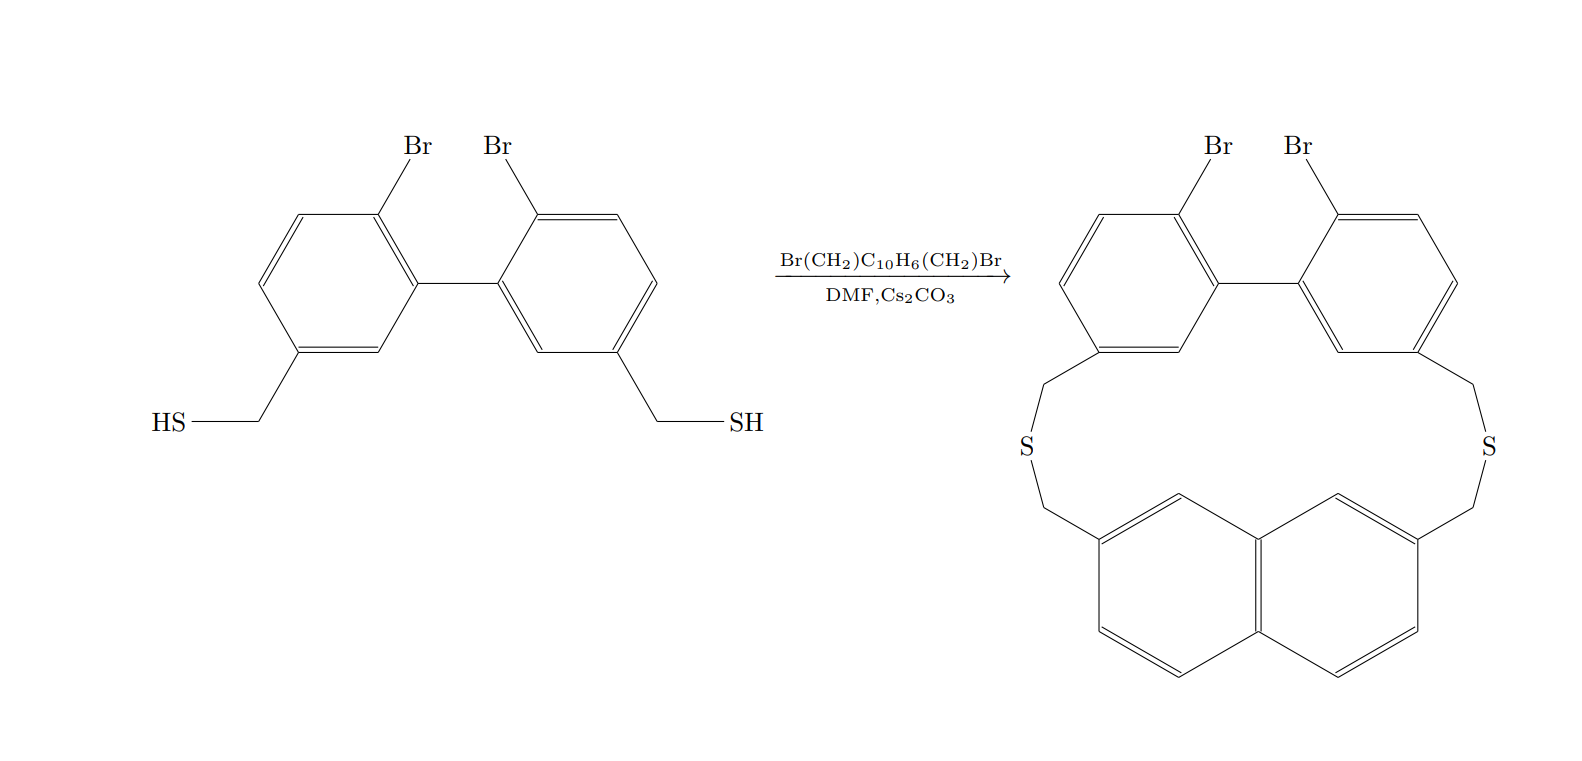 Br Br
Br Br
Br(CH₂)C₁₀H₆(CH₂)Br
DMF,Cs₂CO₃
HS SH
S S